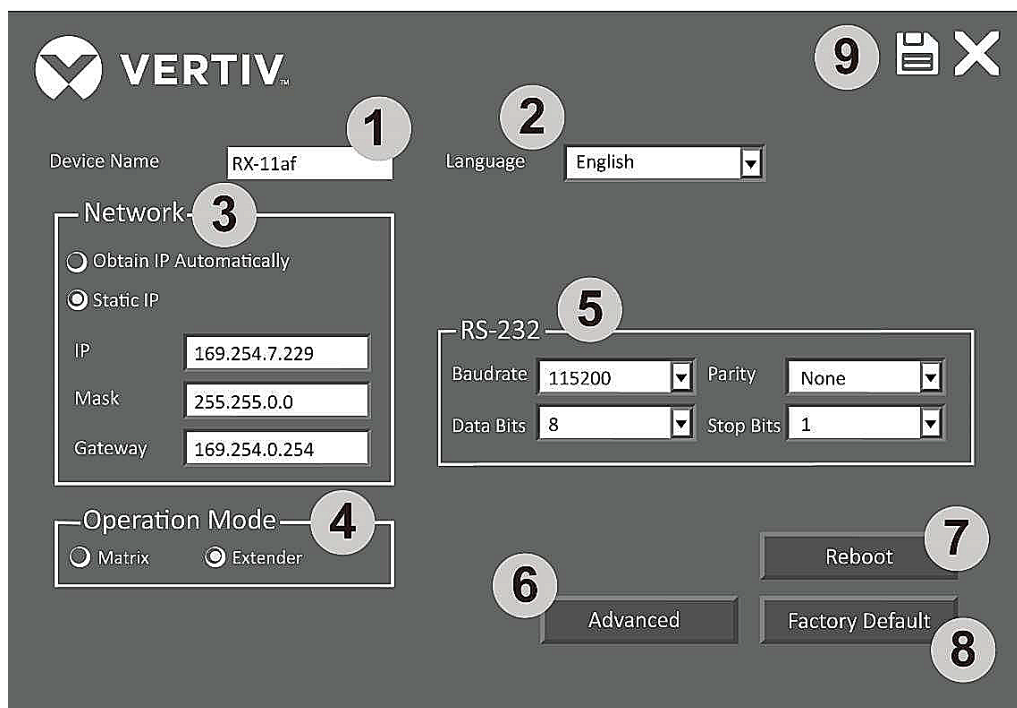 VERTIV™
9
1
2
Device Name RX-11af
Language English
Network 3
Obtain IP Automatically
Static IP
IP 169.254.7.229
Mask 255.255.0.0
Gateway 169.254.0.254
RS-232 5
Baudrate 115200 Parity None
Data Bits 8 Stop Bits 1
Operation Mode 4
Matrix Extender
6
Advanced
Reboot 7
Factory Default 8